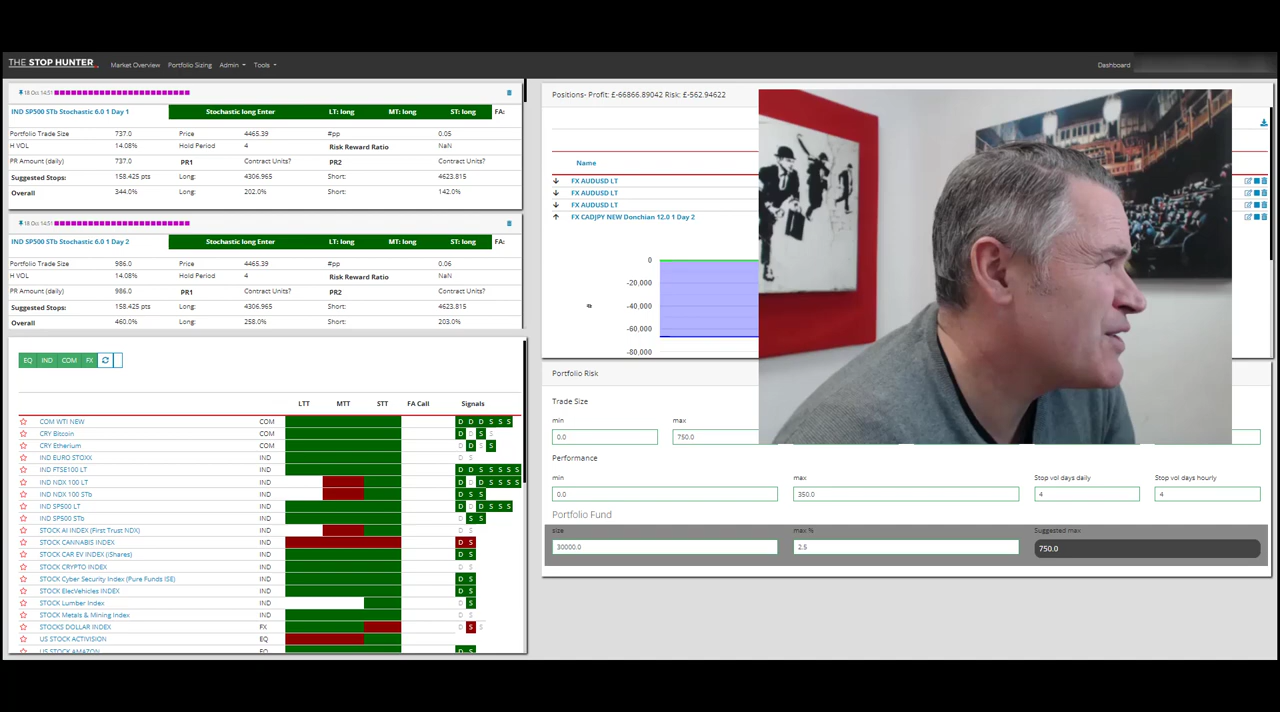 THE STOP HUNTER
Market Overview Portfolio Sizing Admin Tools Dashboard
18 Oct 14:51
IND SP500 STb Stochastic 6.0 1 Day 1 Stochastic long Enter LT: long MT: long ST: long FA:
Portfolio Trade Size 737.0 Price 4465.39 #pp 0.05
H VOL 14.08% Hold Period 4 Risk Reward Ratio NaN
PR Amount (daily) 737.0 PR1 Contract Units? PR2 Contract Units?
Suggested Stops: 158.425 pts Long: 4306.965 Short: 4623.815
Overall 344.0% Long: 202.0% Short: 142.0%
18 Oct 14:51
IND SP500 STb Stochastic 6.0 1 Day 2 Stochastic long Enter LT: long MT: long ST: long FA:
Portfolio Trade Size 986.0 Price 4465.39 #pp 0.06
H VOL 14.08% Hold Period 4 Risk Reward Ratio NaN
PR Amount (daily) 986.0 PR1 Contract Units? PR2 Contract Units?
Suggested Stops: 158.425 pts Long: 4306.965 Short: 4623.815
Overall 460.0% Long: 258.0% Short: 203.0%
EQ IND COM FX
LTT MTT STT FA Call Signals
COM WTI NEW COM D D D S S S
CRY Bitcoin COM D D S S
CRY Etherium COM D D S S
IND EURO STOXX IND D S
IND FTSE100 LT IND D D D S S S S
IND NDX 100 LT IND D D D S S S S
IND NDX 100 STb IND D S S
IND SP500 LT IND D D D S S S
IND SP500 STb IND D S S
STOCK AI INDEX (First Trust NDX) IND D S
STOCK CANNABIS INDEX IND D S
STOCK CAR EV INDEX (iShares) IND D S
STOCK CRYPTO INDEX IND D S
STOCK Cyber Security Index (Pure Funds ISE) IND D S
STOCK ElecVehicles INDEX IND D S
STOCK Lumber Index IND D S
STOCK Metals & Mining Index IND D S
STOCKS DOLLAR INDEX FX D S S
US STOCK ACTIVISION EQ D S
US STOCK AMAZON EQ D S
Positions- Profit: £-66866.89042 Risk: £-562.94622
Name
FX AUDUSD LT
FX AUDUSD LT
FX AUDUSD LT
FX CADJPY NEW Donchian 12.0 1 Day 2
0
-20,000
-40,000
-60,000
-80,000
Portfolio Risk
Trade Size
min max
0.0 750.0
Performance
min max Stop vol days daily Stop vol days hourly
0.0 350.0 4 4
Portfolio Fund
size max % Suggested max
30000.0 2.5 750.0